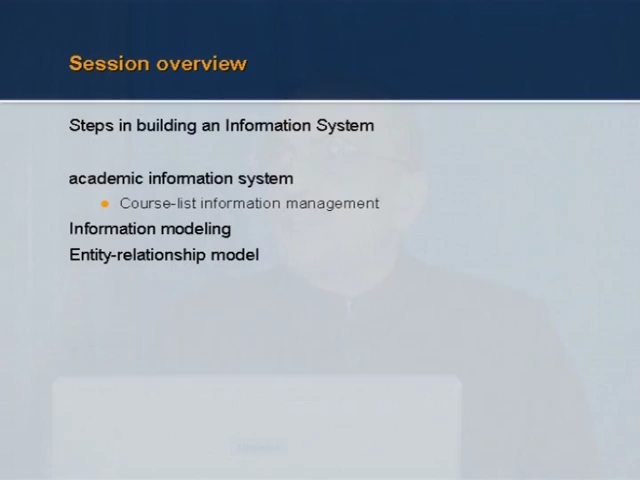 Session overview
Steps in building an Information System
academic information system
Course-list information management
Information modeling
Entity-relationship model